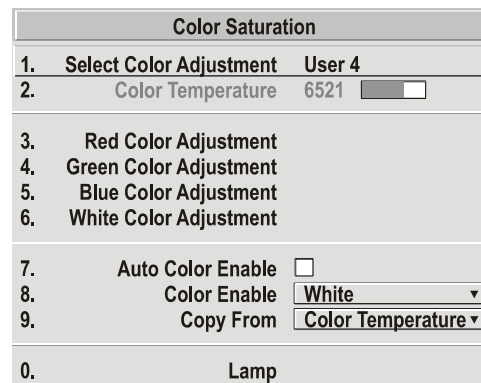 Color Saturation
1. Select Color Adjustment User 4
2. Color Temperature 6521
3. Red Color Adjustment
4. Green Color Adjustment
5. Blue Color Adjustment
6. White Color Adjustment
7. Auto Color Enable
8. Color Enable White
9. Copy From Color Temperature
0. Lamp